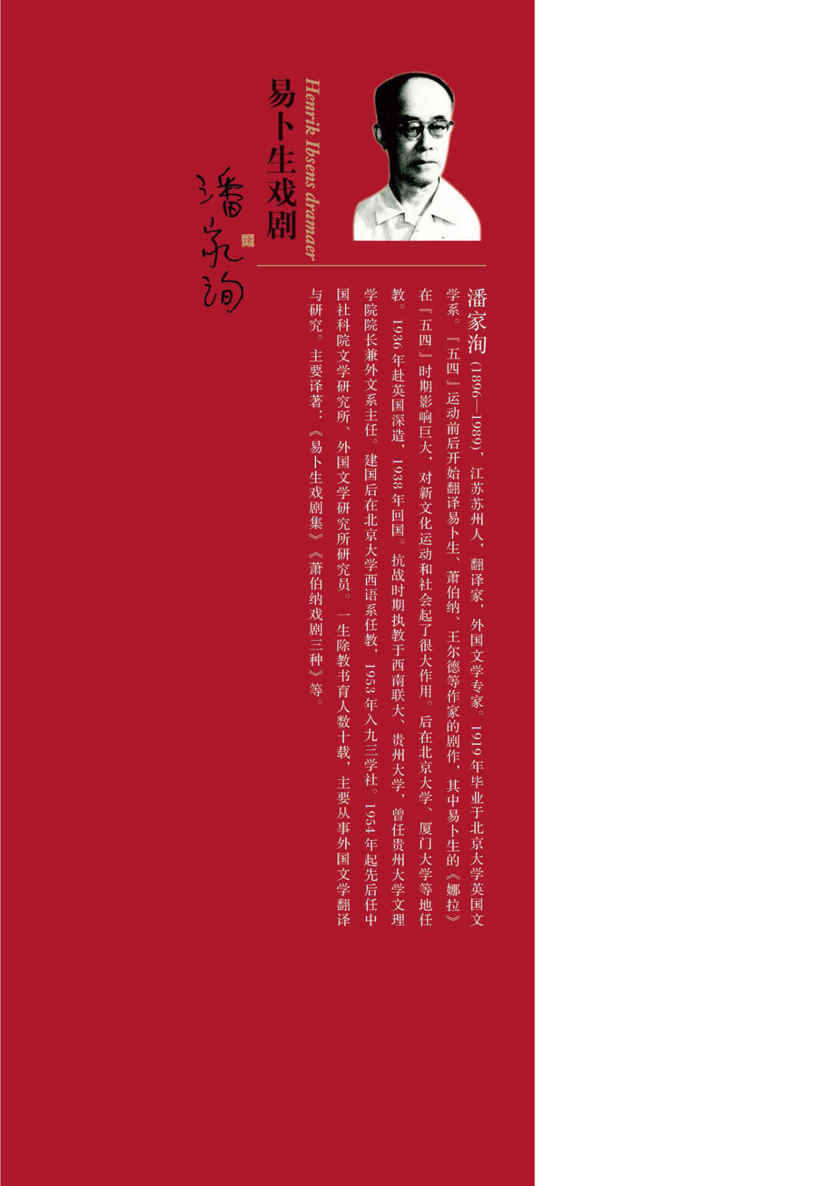 Henrik Ibsens dramaer
易卜生戏剧
潘家洵
译
潘家洵 (1896—1989)，江苏苏州人，翻译家，外国文学专家。1919年毕业于北京大学英国文
学系。『五四』运动前后开始翻译易卜生、萧伯纳、王尔德等作家的剧作，其中易卜生的《娜拉》
在『五四』时期影响巨大，对新文化运动和社会起了很大作用。后在北京大学、厦门大学等地任
教。1936年赴英国深造，1938年回国。抗战时期执教于西南联大、贵州大学，曾任贵州大学文理
学院院长兼外文系主任。建国后在北京大学西语系任教，1953年入九三学社。1954年起先后任中
国社科院文学研究所、外国文学研究所研究员。一生除教书育人数十载，主要从事外国文学翻译
与研究。主要译著：《易卜生戏剧集》《萧伯纳戏剧三种》等。